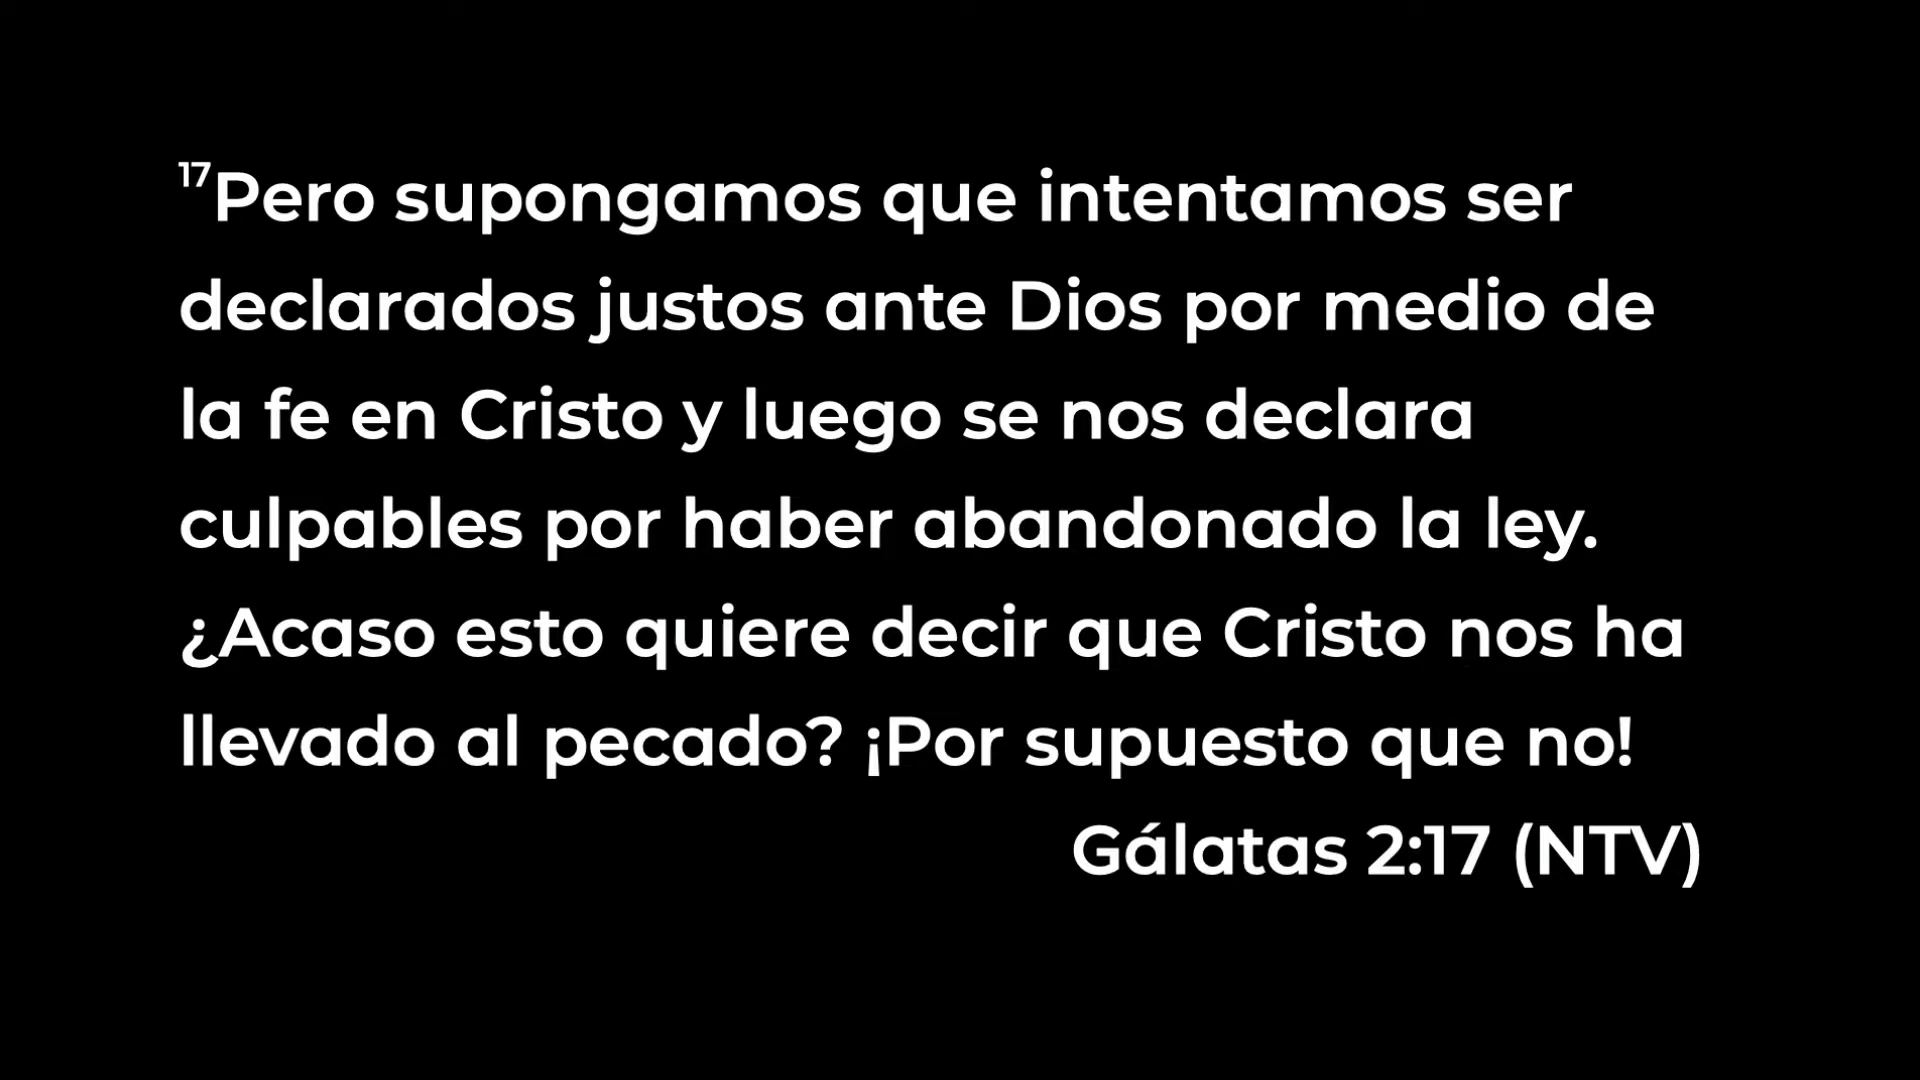 ¹⁷Pero supongamos que intentamos ser
declarados justos ante Dios por medio de
la fe en Cristo y luego se nos declara
culpables por haber abandonado la ley.
¿Acaso esto quiere decir que Cristo nos ha
llevado al pecado? ¡Por supuesto que no!
Gálatas 2:17 (NTV)